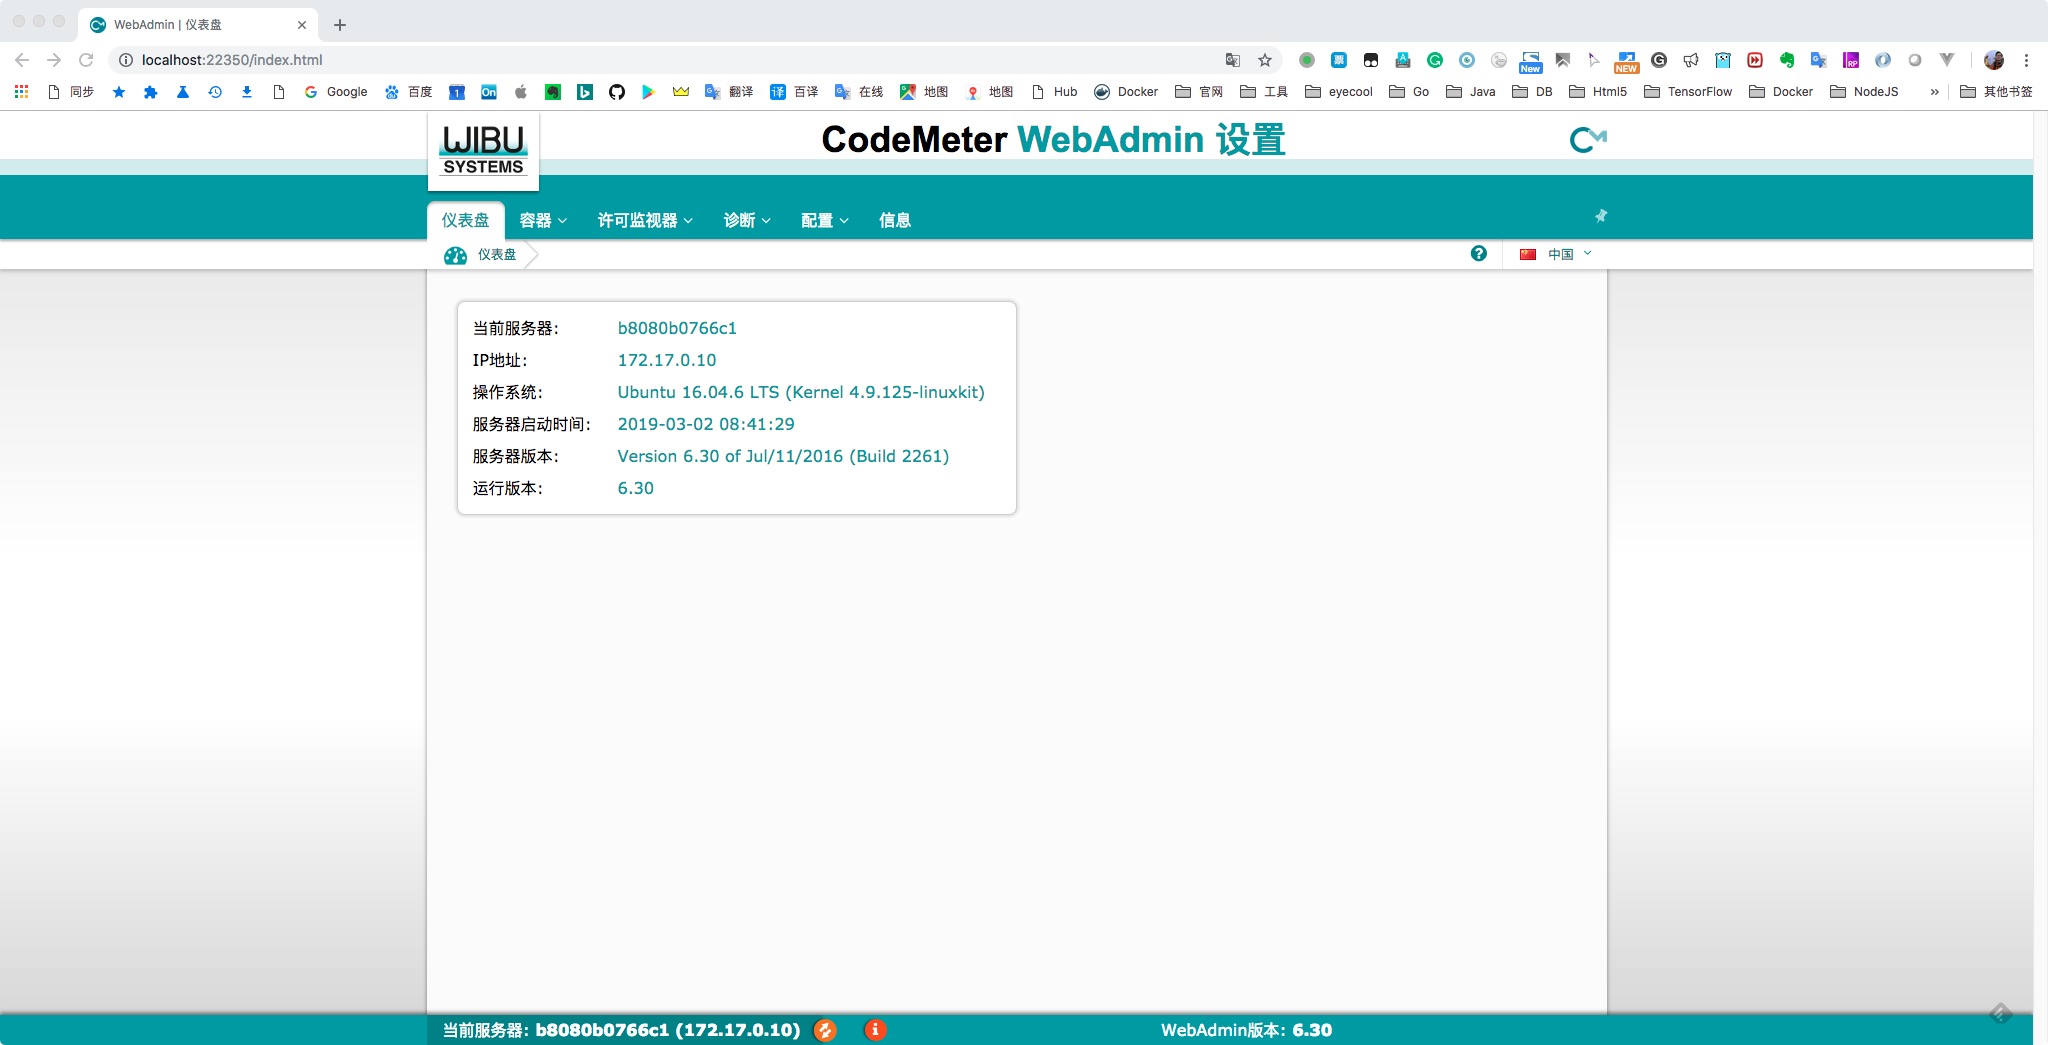 WebAdmin | 仪表盘
localhost:22350/index.html
New
NEW
RP
同步
1
On
Google
百度
翻译
译 百译
在线
地图
地图
Hub
Docker
官网
工具
eyecool
Go
Java
DB
Html5
TensorFlow
Docker
NodeJS
»
其他书签
WIBU
SYSTEMS
CodeMeter WebAdmin 设置
仪表盘
容器
许可监视器
诊断
配置
信息
仪表盘
中国
当前服务器: b8080b0766c1
IP地址: 172.17.0.10
操作系统: Ubuntu 16.04.6 LTS (Kernel 4.9.125-linuxkit)
服务器启动时间: 2019-03-02 08:41:29
服务器版本: Version 6.30 of Jul/11/2016 (Build 2261)
运行版本: 6.30
当前服务器: b8080b0766c1 (172.17.0.10)
WebAdmin版本: 6.30